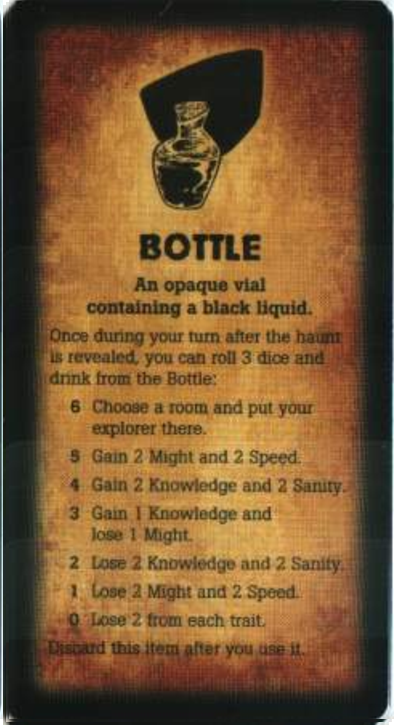 BOTTLE
An opaque vial
containing a black liquid.
Once during your turn after the haunt
is revealed, you can roll 3 dice and
drink from the Bottle:
6 Choose a room and put your
explorer there.
5 Gain 2 Might and 2 Speed.
4 Gain 2 Knowledge and 2 Sanity.
3 Gain 1 Knowledge and
lose 1 Might.
2 Lose 2 Knowledge and 2 Sanity.
1 Lose 2 Might and 2 Speed.
0 Lose 2 from each trait.
Discard this item after you use it.